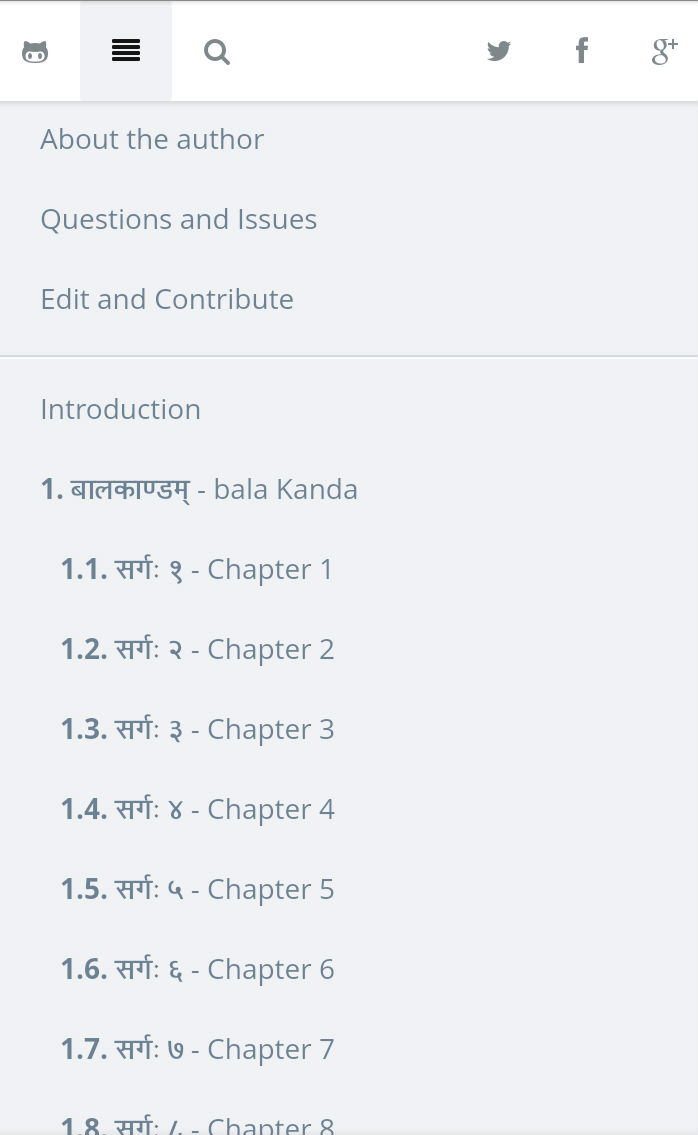 About the author
Questions and Issues
Edit and Contribute
Introduction
1. बालकाण्डम् - bala Kanda
1.1. सर्गः १ - Chapter 1
1.2. सर्गः २ - Chapter 2
1.3. सर्गः ३ - Chapter 3
1.4. सर्गः ४ - Chapter 4
1.5. सर्गः ५ - Chapter 5
1.6. सर्गः ६ - Chapter 6
1.7. सर्गः ७ - Chapter 7
1.8. सर्गः ८ - Chapter 8